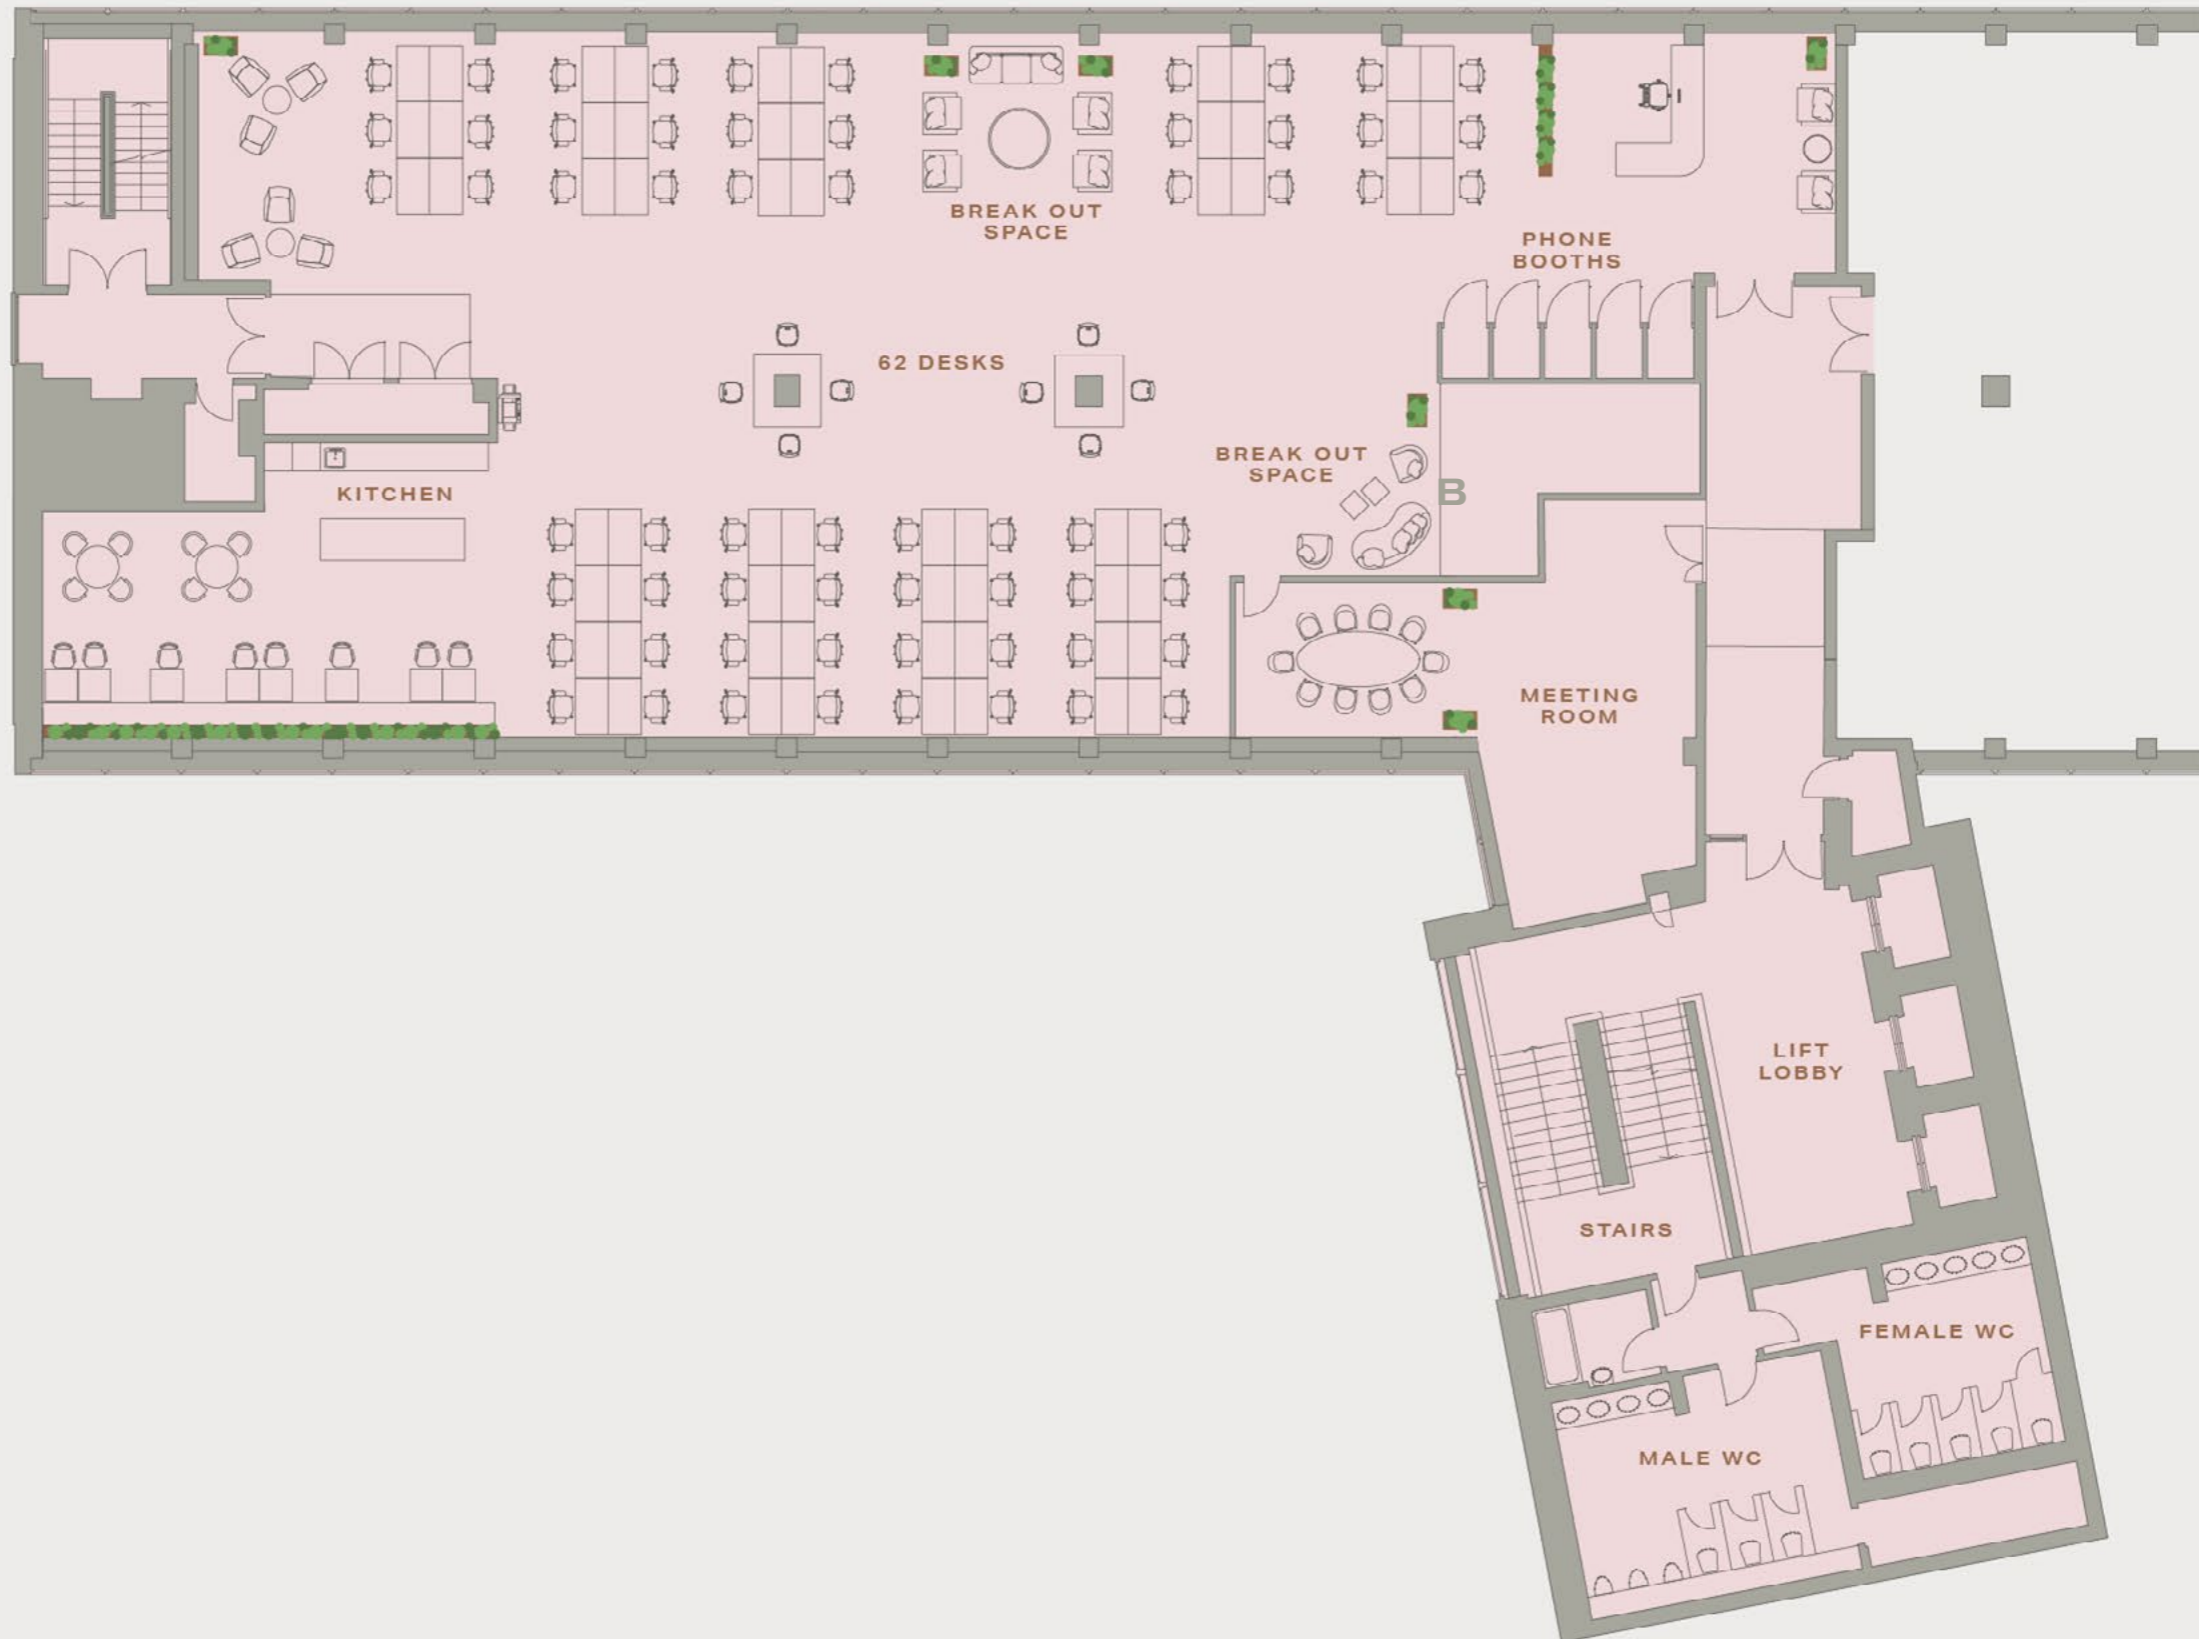 BREAK OUT
SPACE
PHONE
BOOTHS
62 DESKS
BREAK OUT
SPACE
B
KITCHEN
MEETING
ROOM
LIFT
LOBBY
STAIRS
FEMALE WC
MALE WC